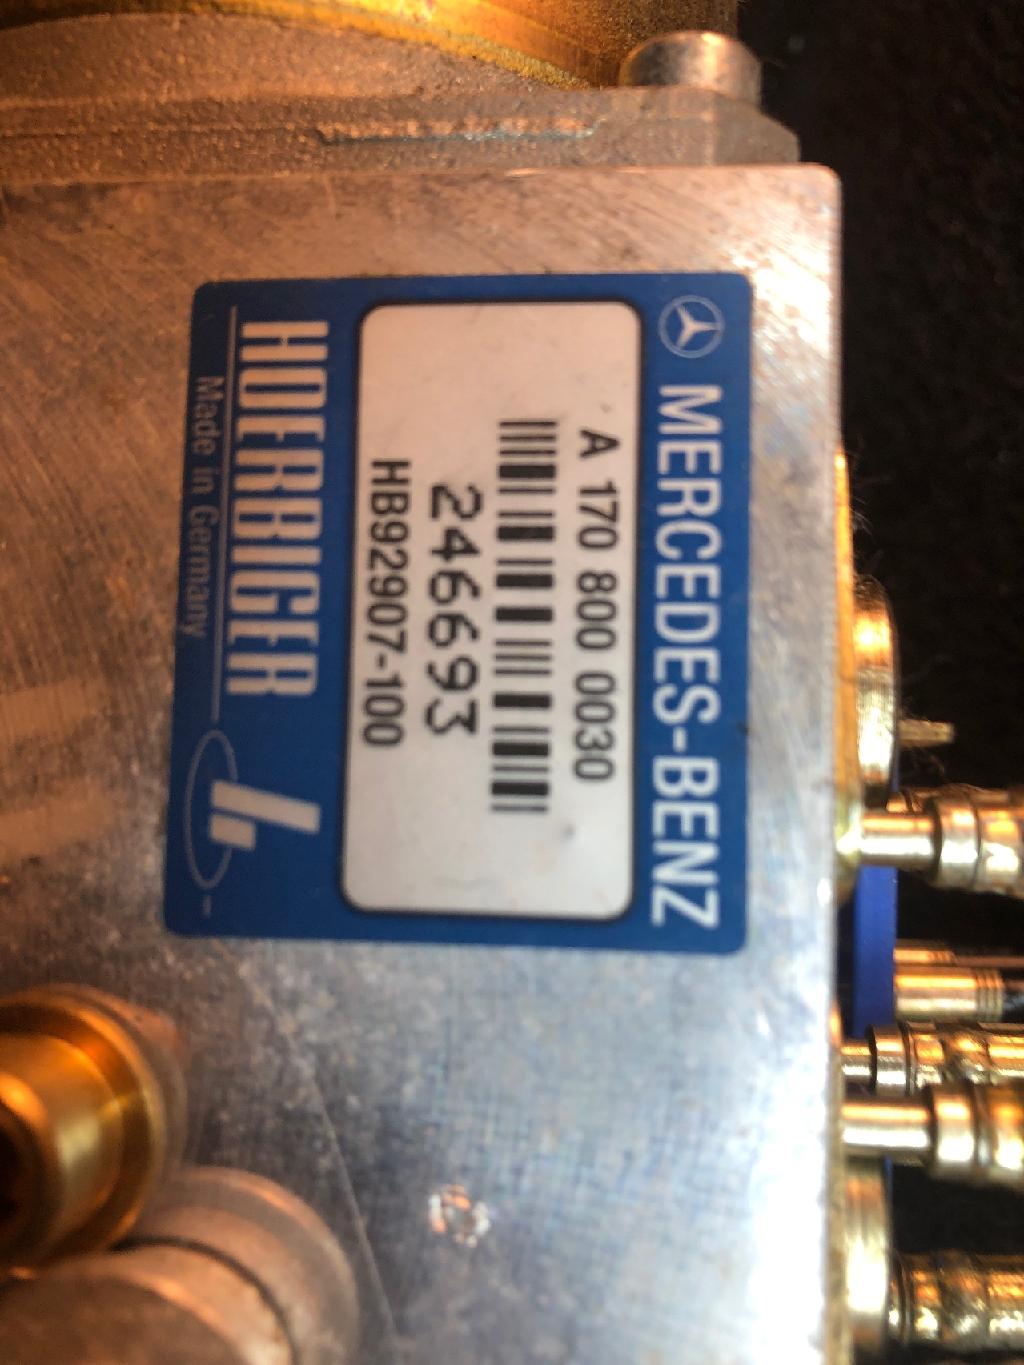 MERCEDES-BENZ
A 170 800 0030
246693
HB92907-100
HOERBIGER
Made in Germany